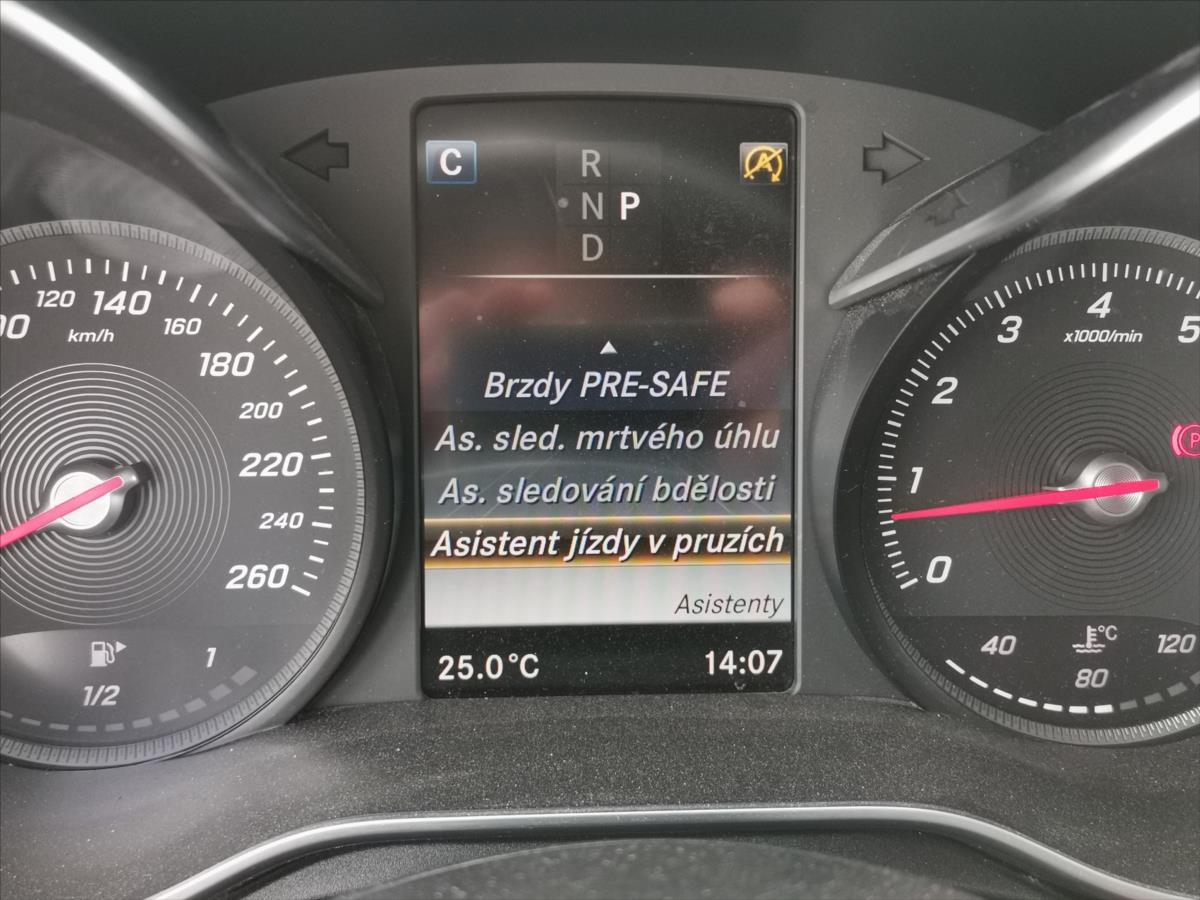 C
R
N P
D
Brzdy PRE-SAFE
As. sled. mrtvého úhlu
As. sledování bdělosti
Asistent jízdy v pruzích
Asistenty
25.0°C
14:07
120
140
160
180
200
220
240
260
km/h
1/2
1
0
1
2
3
4
5
x1000/min
P
40
80
120
°C